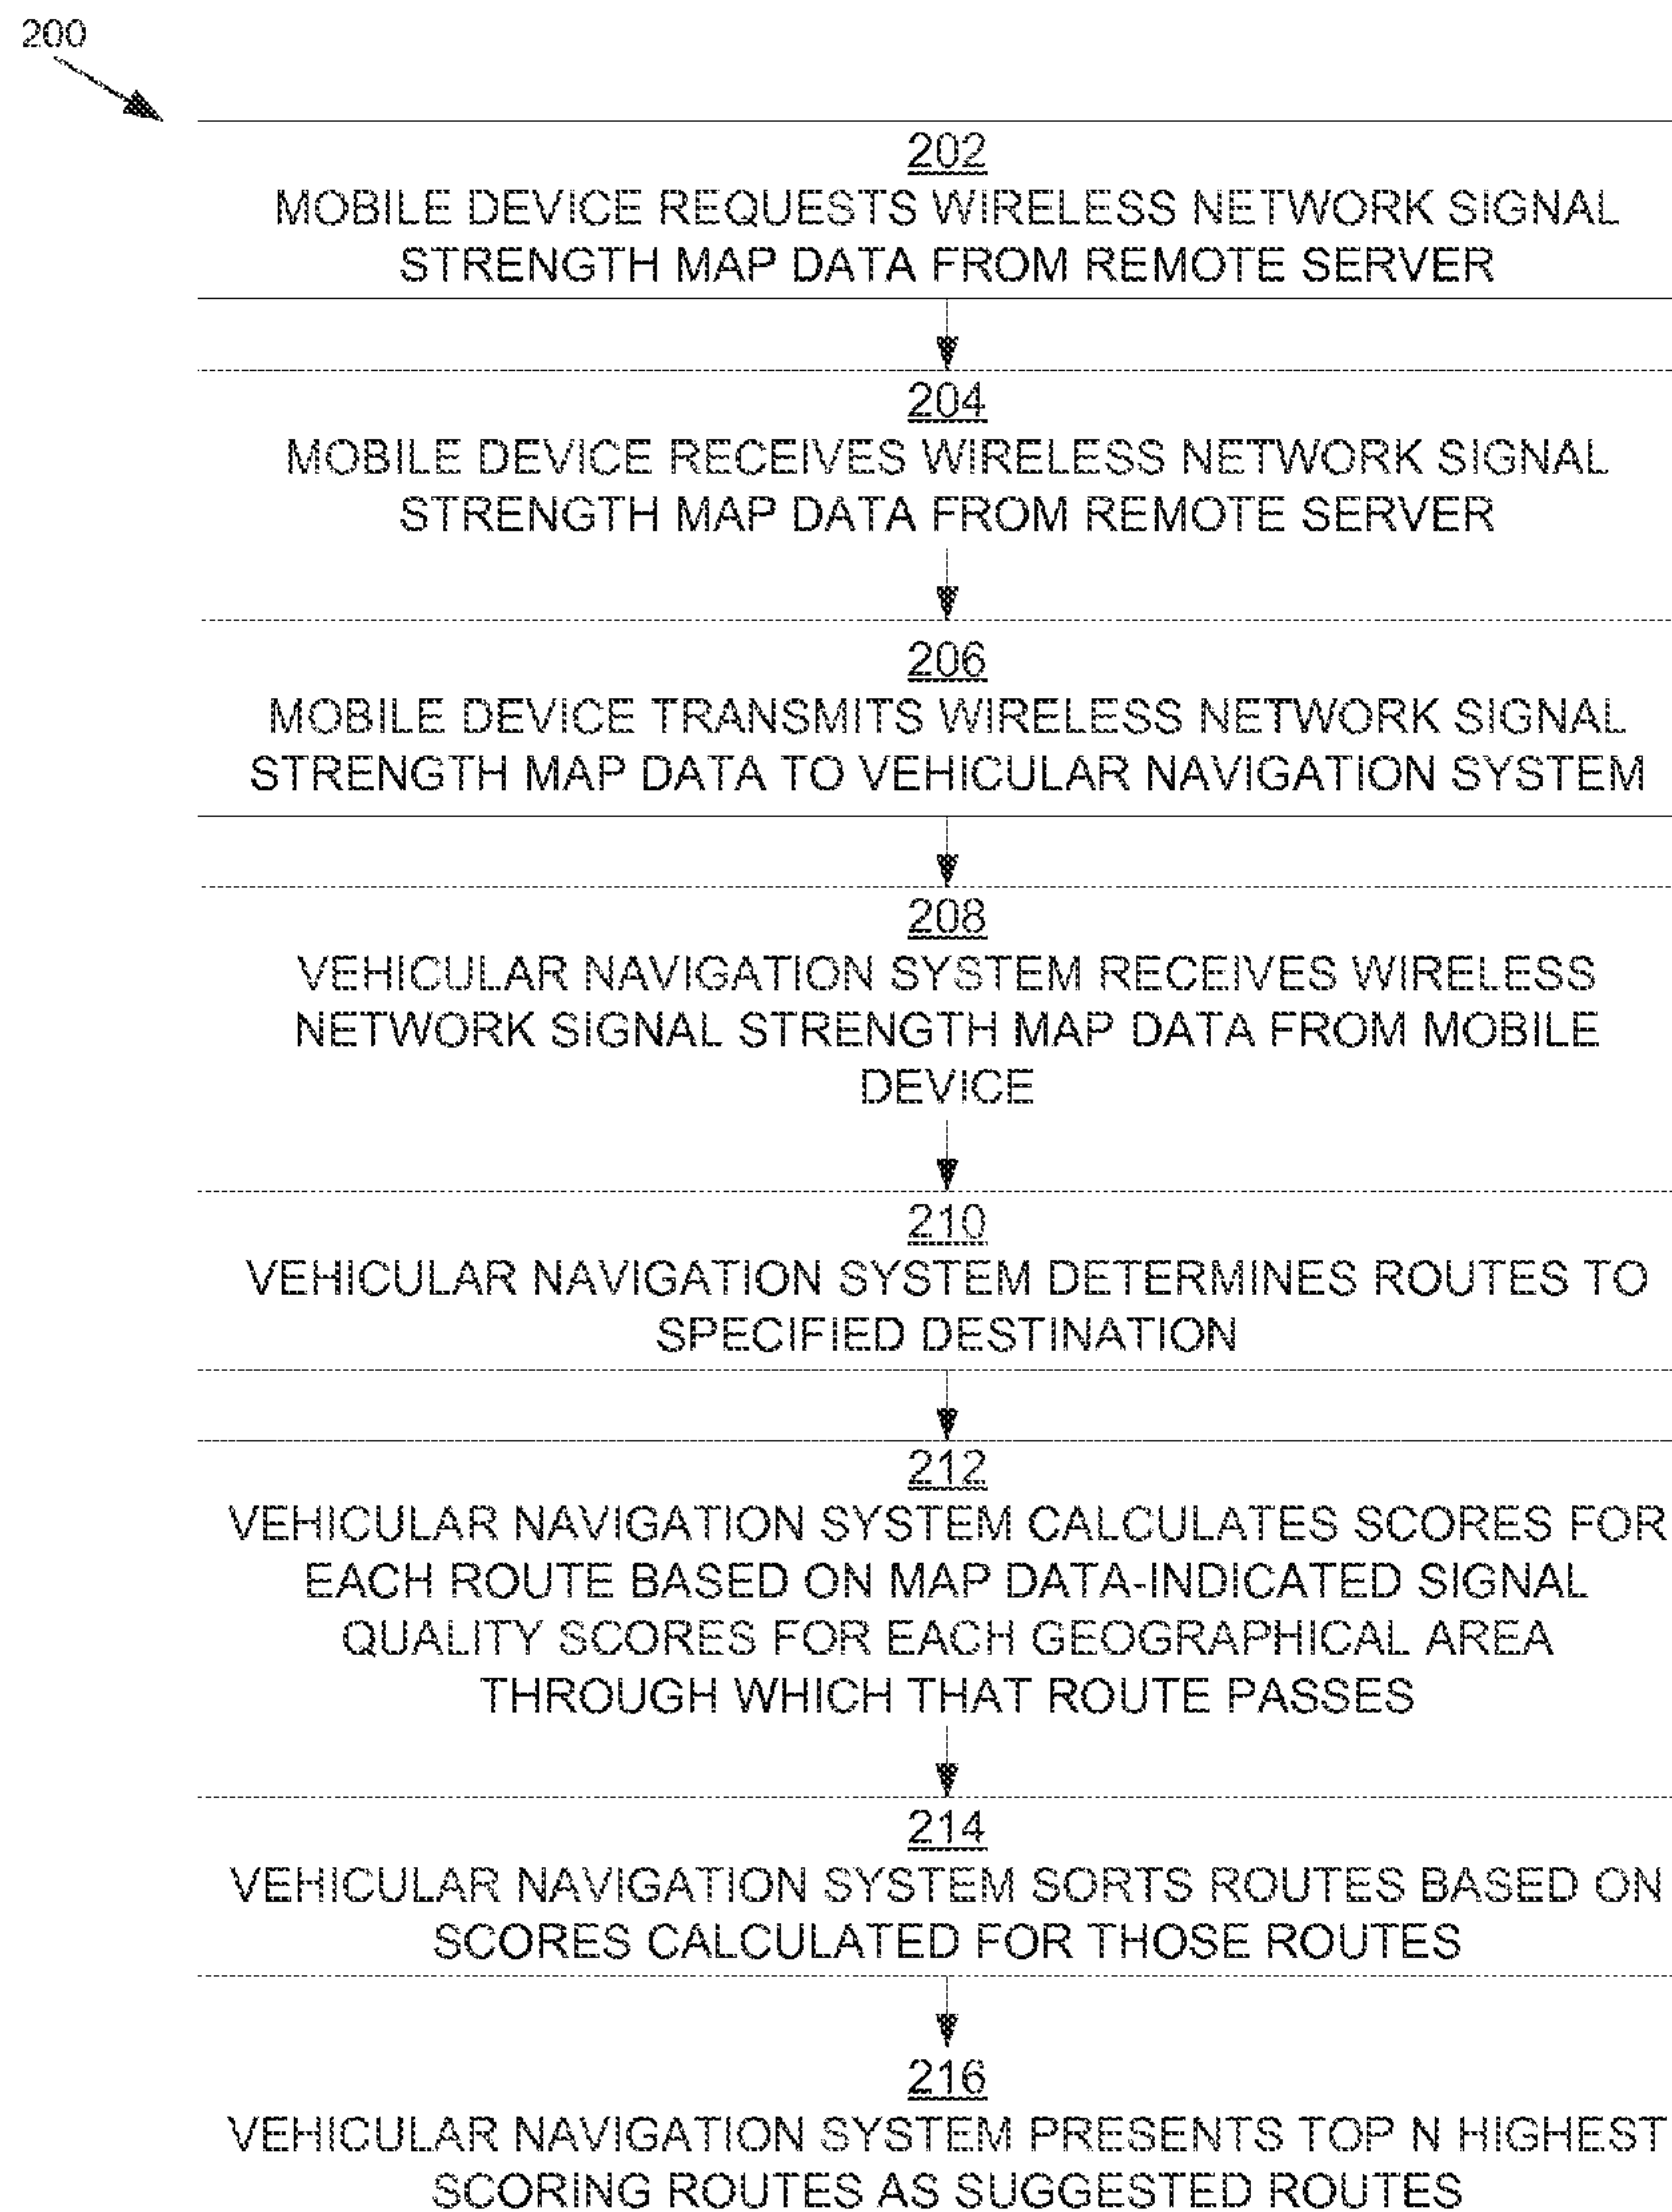 200
202
MOBILE DEVICE REQUESTS WIRELESS NETWORK SIGNAL
STRENGTH MAP DATA FROM REMOTE SERVER
204
MOBILE DEVICE RECEIVES WIRELESS NETWORK SIGNAL
STRENGTH MAP DATA FROM REMOTE SERVER
206
MOBILE DEVICE TRANSMITS WIRELESS NETWORK SIGNAL
STRENGTH MAP DATA TO VEHICULAR NAVIGATION SYSTEM
208
VEHICULAR NAVIGATION SYSTEM RECEIVES WIRELESS
NETWORK SIGNAL STRENGTH MAP DATA FROM MOBILE
DEVICE
210
VEHICULAR NAVIGATION SYSTEM DETERMINES ROUTES TO
SPECIFIED DESTINATION
212
VEHICULAR NAVIGATION SYSTEM CALCULATES SCORES FOR
EACH ROUTE BASED ON MAP DATA-INDICATED SIGNAL
QUALITY SCORES FOR EACH GEOGRAPHICAL AREA
THROUGH WHICH THAT ROUTE PASSES
214
VEHICULAR NAVIGATION SYSTEM SORTS ROUTES BASED ON
SCORES CALCULATED FOR THOSE ROUTES
216
VEHICULAR NAVIGATION SYSTEM PRESENTS TOP N HIGHEST
SCORING ROUTES AS SUGGESTED ROUTES